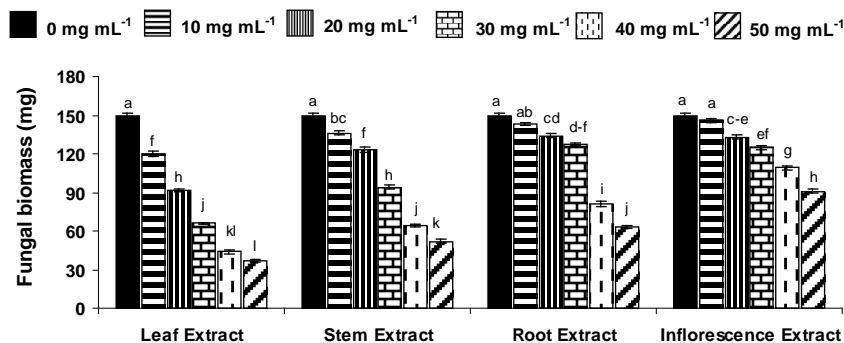 0 mg mL-1 10 mg mL-1 20 mg mL-1 30 mg mL-1 40 mg mL-1 50 mg mL-1
Fungal biomass (mg)
180
150
120
90
60
30
0
a f h j kl l
a bc f h j k
a ab cd d-f i j
a a c-e ef g h
Leaf Extract Stem Extract Root Extract Inflorescence Extract